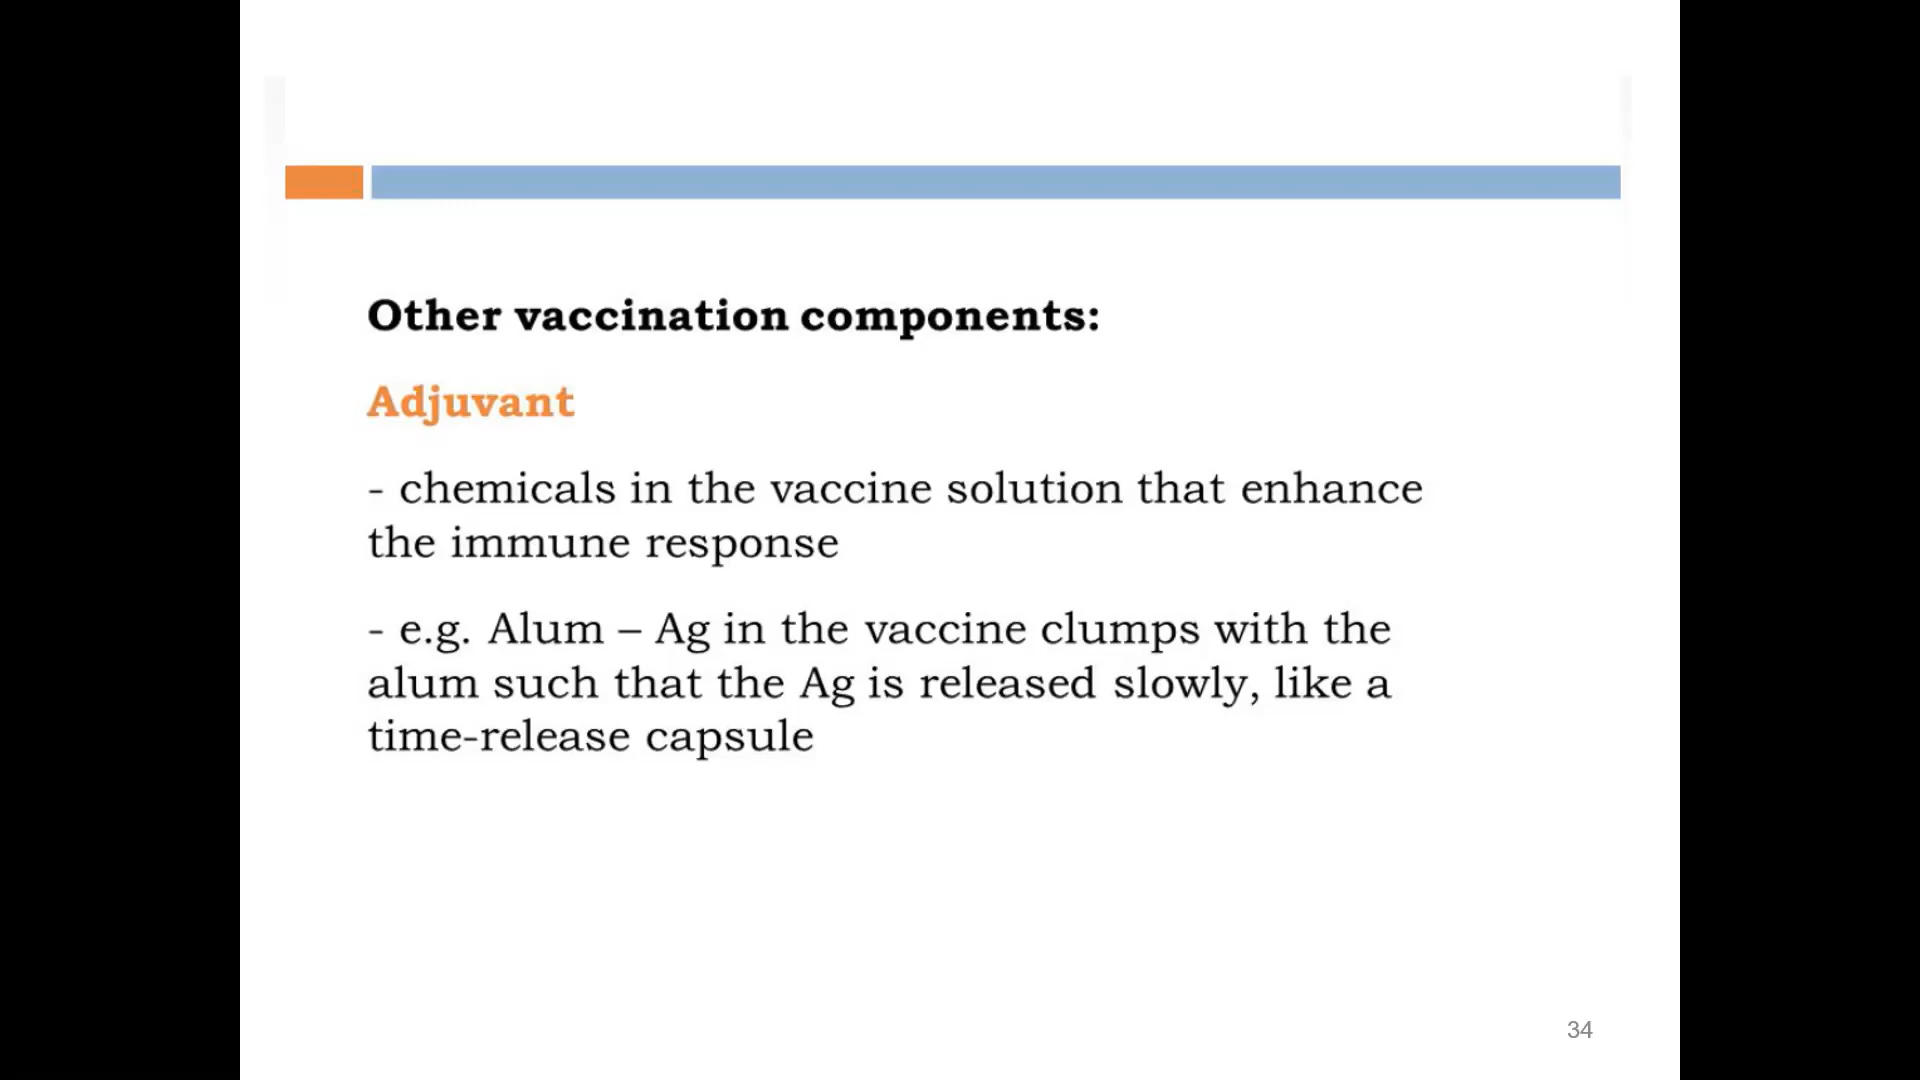 Other vaccination components:
Adjuvant
- chemicals in the vaccine solution that enhance
the immune response
- e.g. Alum – Ag in the vaccine clumps with the
alum such that the Ag is released slowly, like a
time-release capsule
34